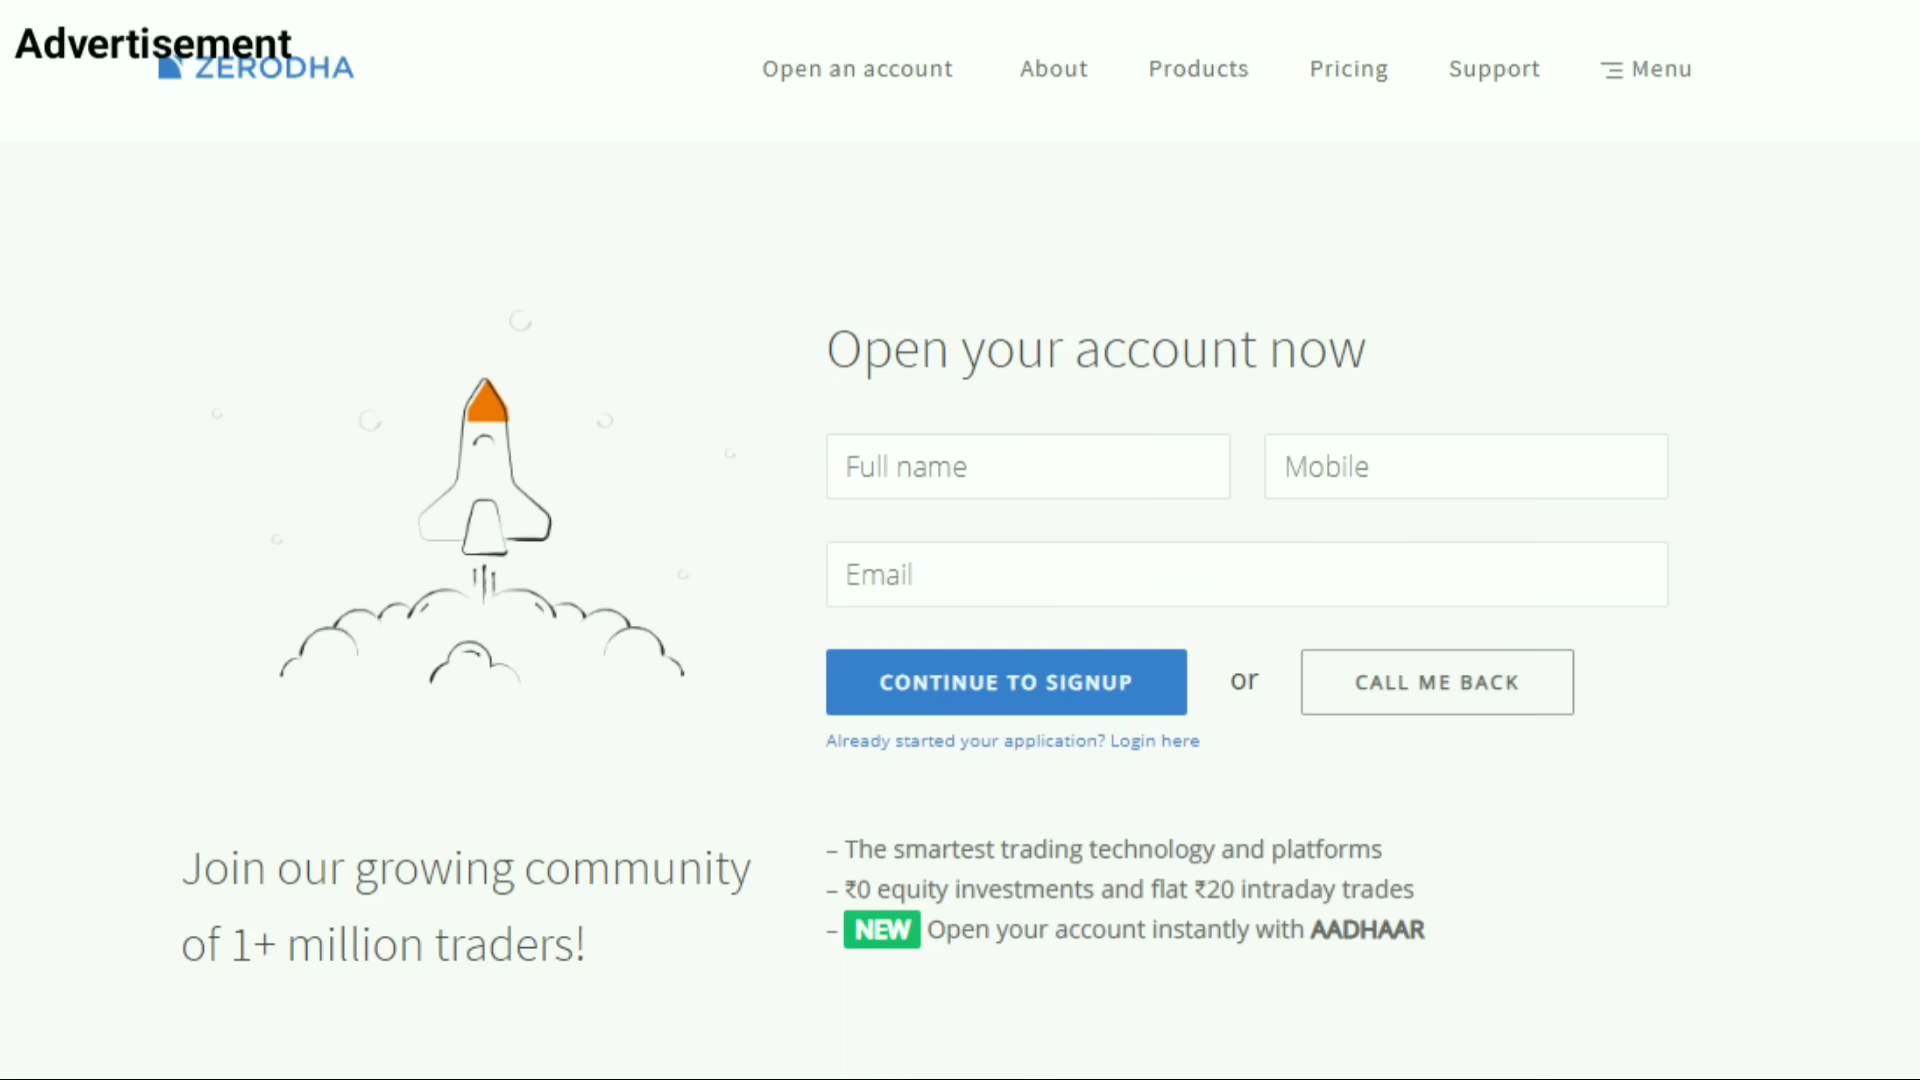 Advertisement
ZERODHA
Open an account About Products Pricing Support Menu
Open your account now
Full name Mobile
Email
CONTINUE TO SIGNUP or CALL ME BACK
Already started your application? Login here
Join our growing community
of 1+ million traders!
– The smartest trading technology and platforms
– ₹0 equity investments and flat ₹20 intraday trades
– NEW Open your account instantly with AADHAAR